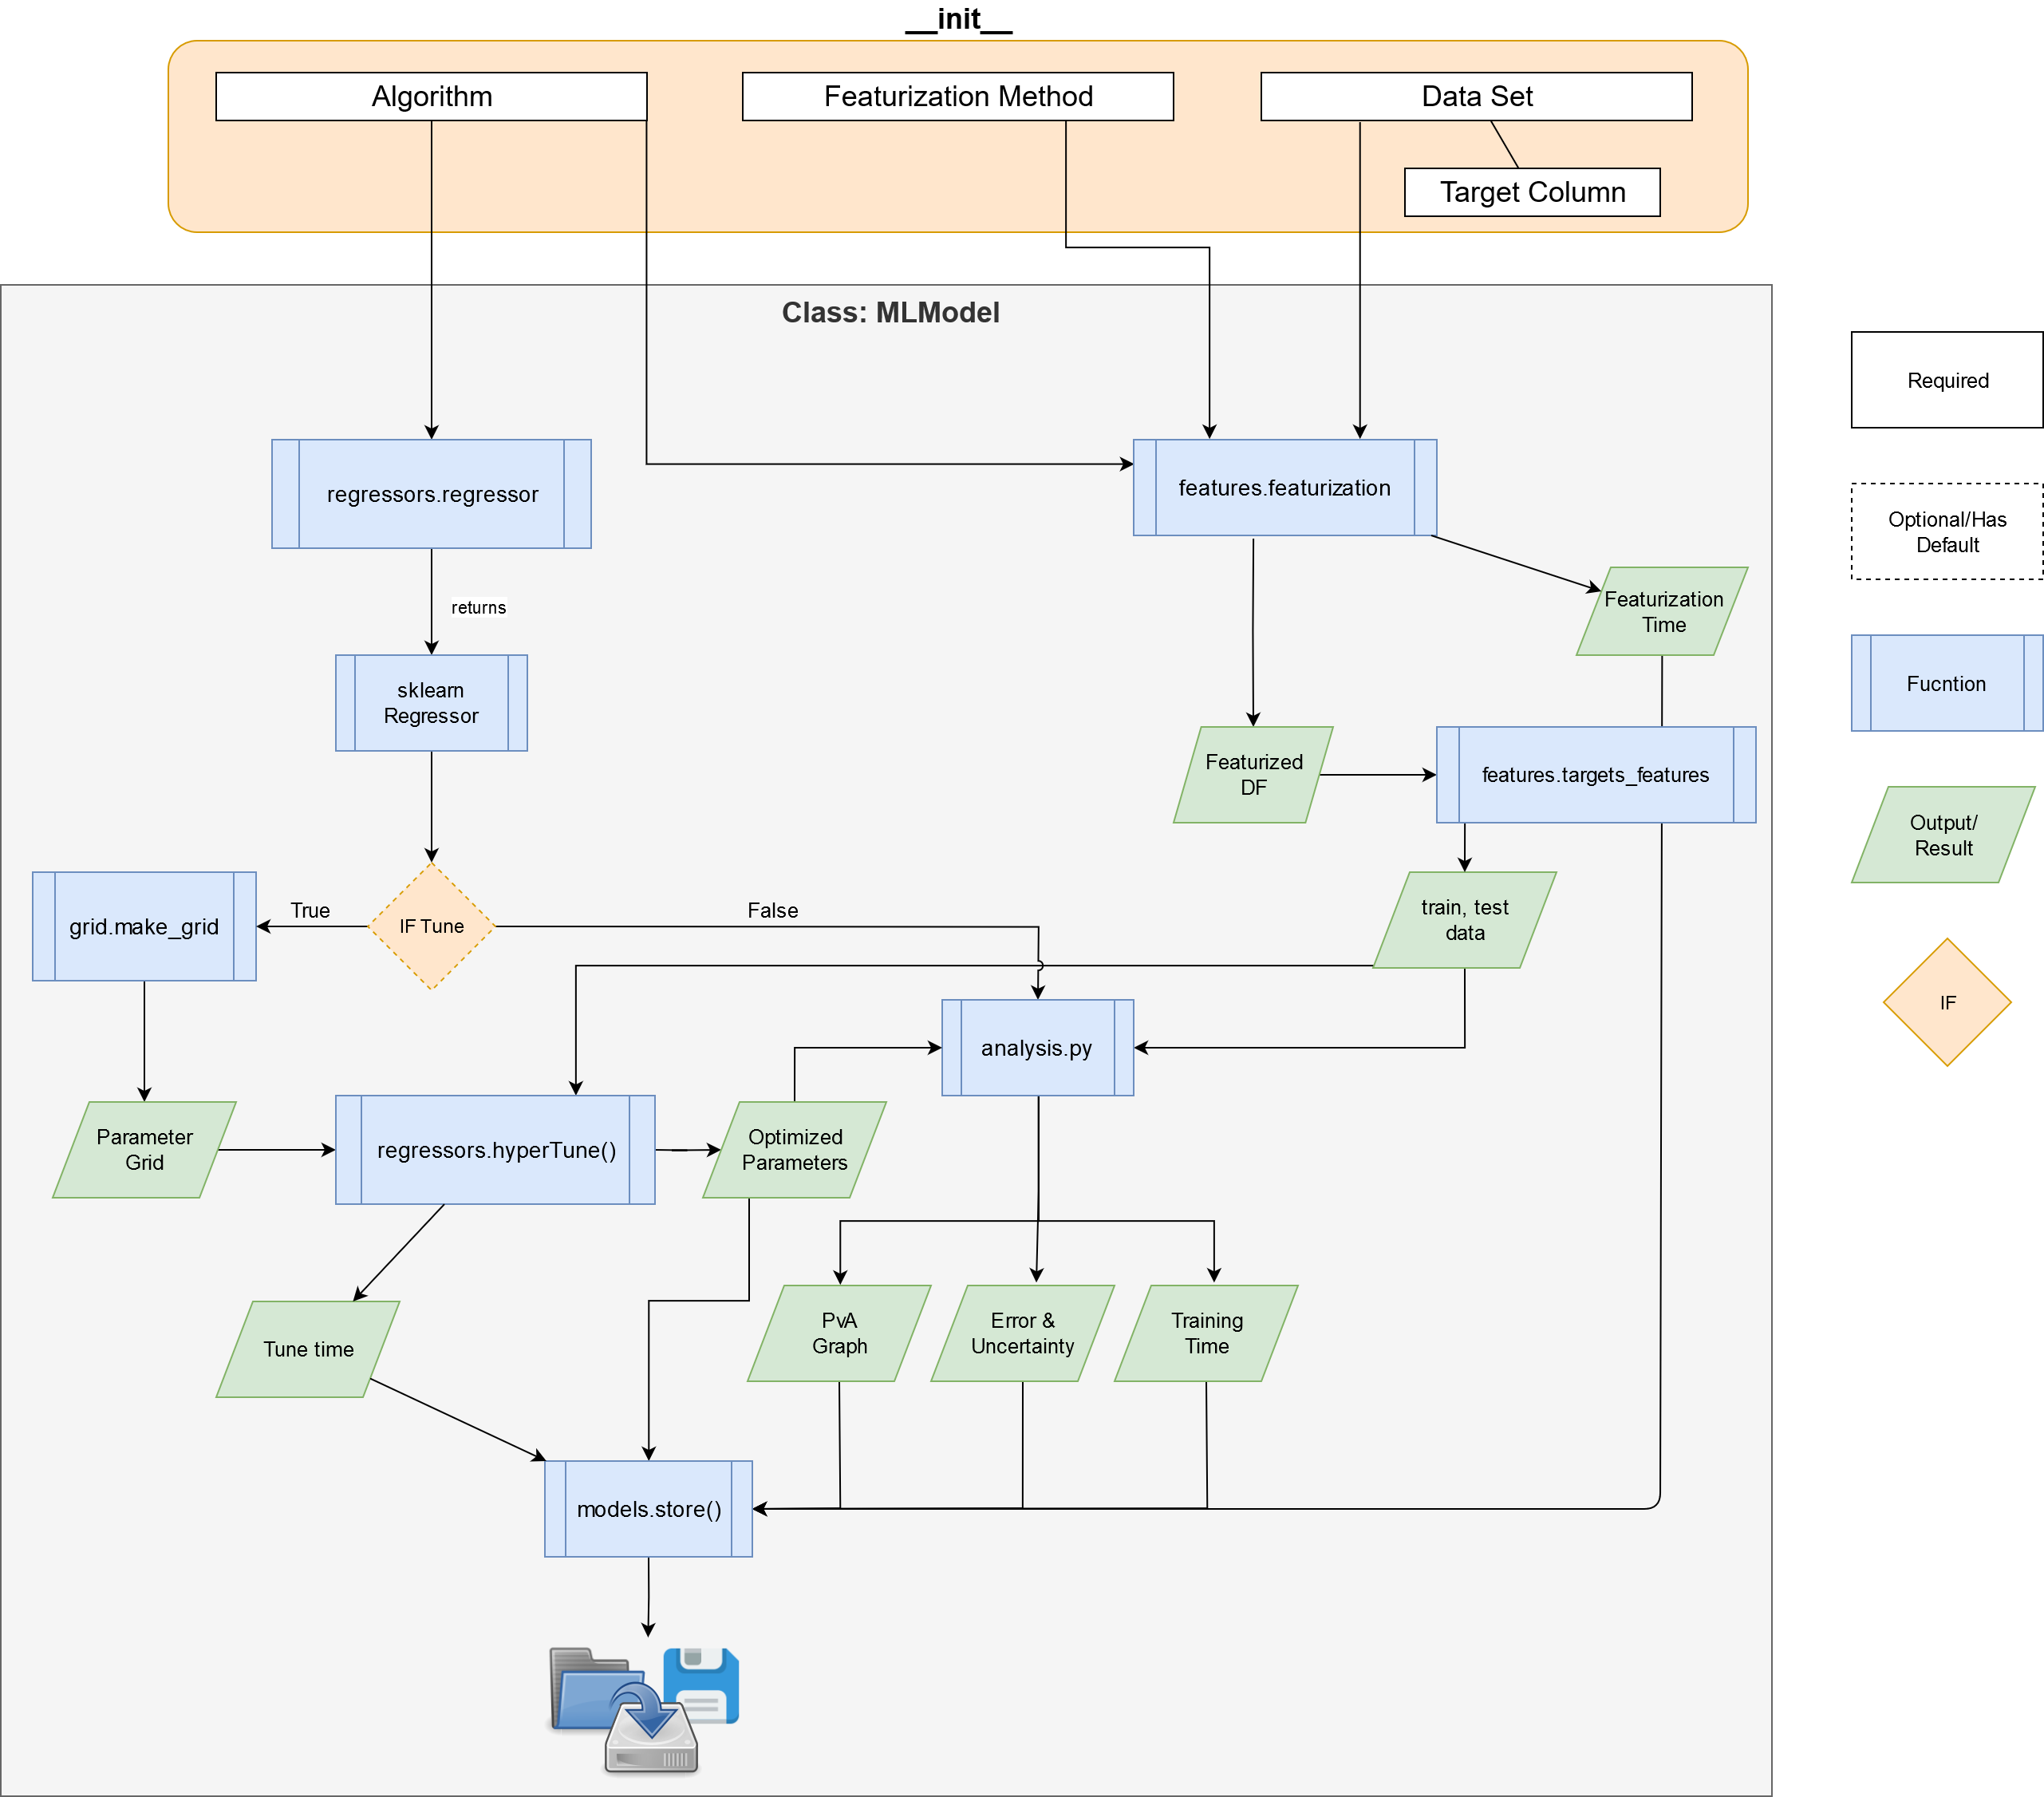 __init__
Algorithm
Featurization Method
Data Set
Target Column
Class: MLModel
Required
regressors.regressor
features.featurization
Optional/Has
Default
returns
Featurization
Time
sklearn
Regressor
Fucntion
Featurized
DF
features.targets_features
Output/
Result
True
False
grid.make_grid
IF Tune
train, test
data
IF
analysis.py
Parameter
Grid
regressors.hyperTune()
Optimized
Parameters
Tune time
PvA
Graph
Error &
Uncertainty
Training
Time
models.store()